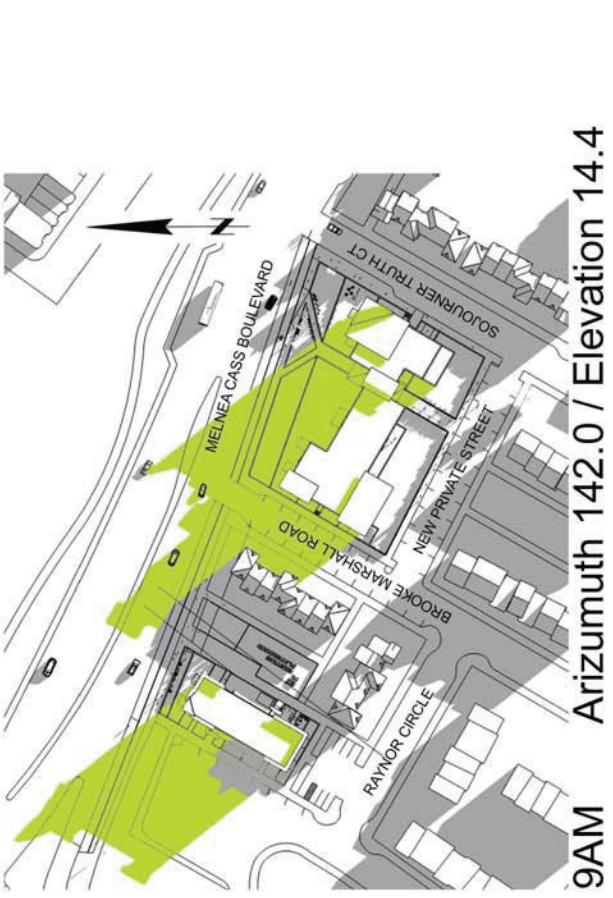 MELNEA CASS BOULEVARD
SOJOURNER TRUTH CT
BROOKE MARSHALL ROAD
NEW PRIVATE STREET
RAYNOR CIRCLE
9AM
Arizumuth 142.0 / Elevation 14.4